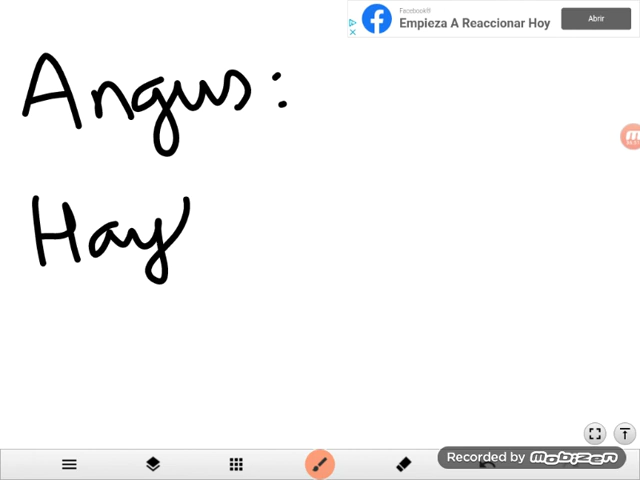 Facebook!!!
Empieza A Reaccionar Hoy
Abrir
Angus:
Hay
Recorded by mobizen